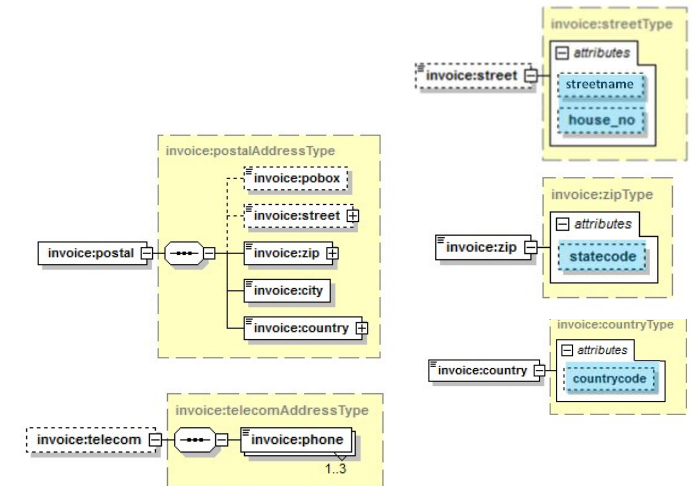 invoice:streetType
attributes
invoice:street
streetname
house_no
invoice:postalAddressType
invoice:pobox
invoice:street
invoice:postal
invoice:zip
invoice:city
invoice:country
invoice:zipType
attributes
invoice:zip
statecode
invoice:countryType
attributes
invoice:country
countrycode
invoice:telecomAddressType
invoice:telecom
invoice:phone
1..3